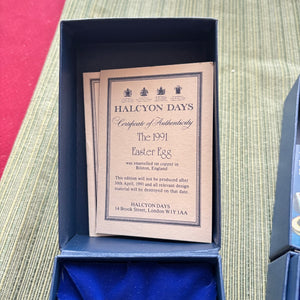 HALCYON DAYS
Certificate of Authenticity
The 1991
Easter Egg
was enamelled on copper in
Bilston, England
This edition will not be produced after
30th April, 1991 and all relevant design
material will be destroyed on that date.
HALCYON DAYS
14 Brook Street, London W1Y 1AA